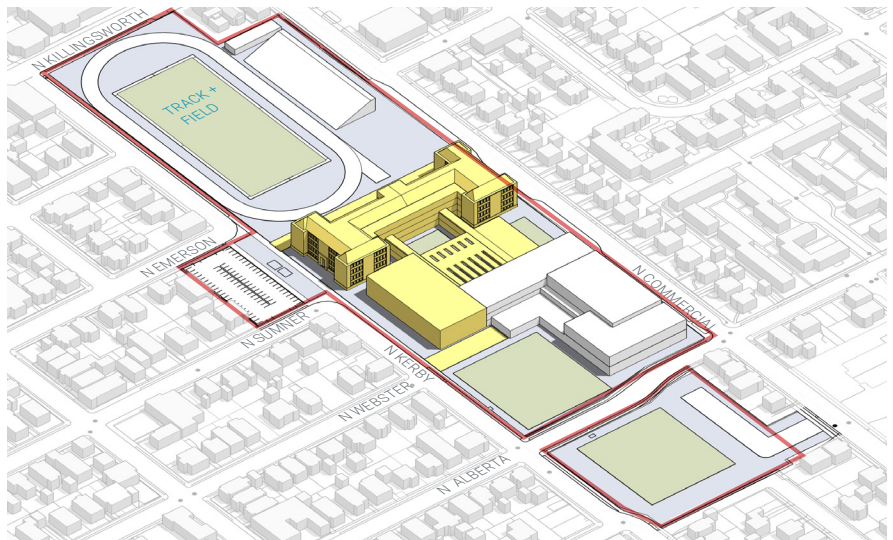 N KILLINGSWORTH
TRACK +
FIELD
N EMERSON
N SUMNER
N COMMERCIAL
N KERBY
N WEBSTER
N ALBERTA